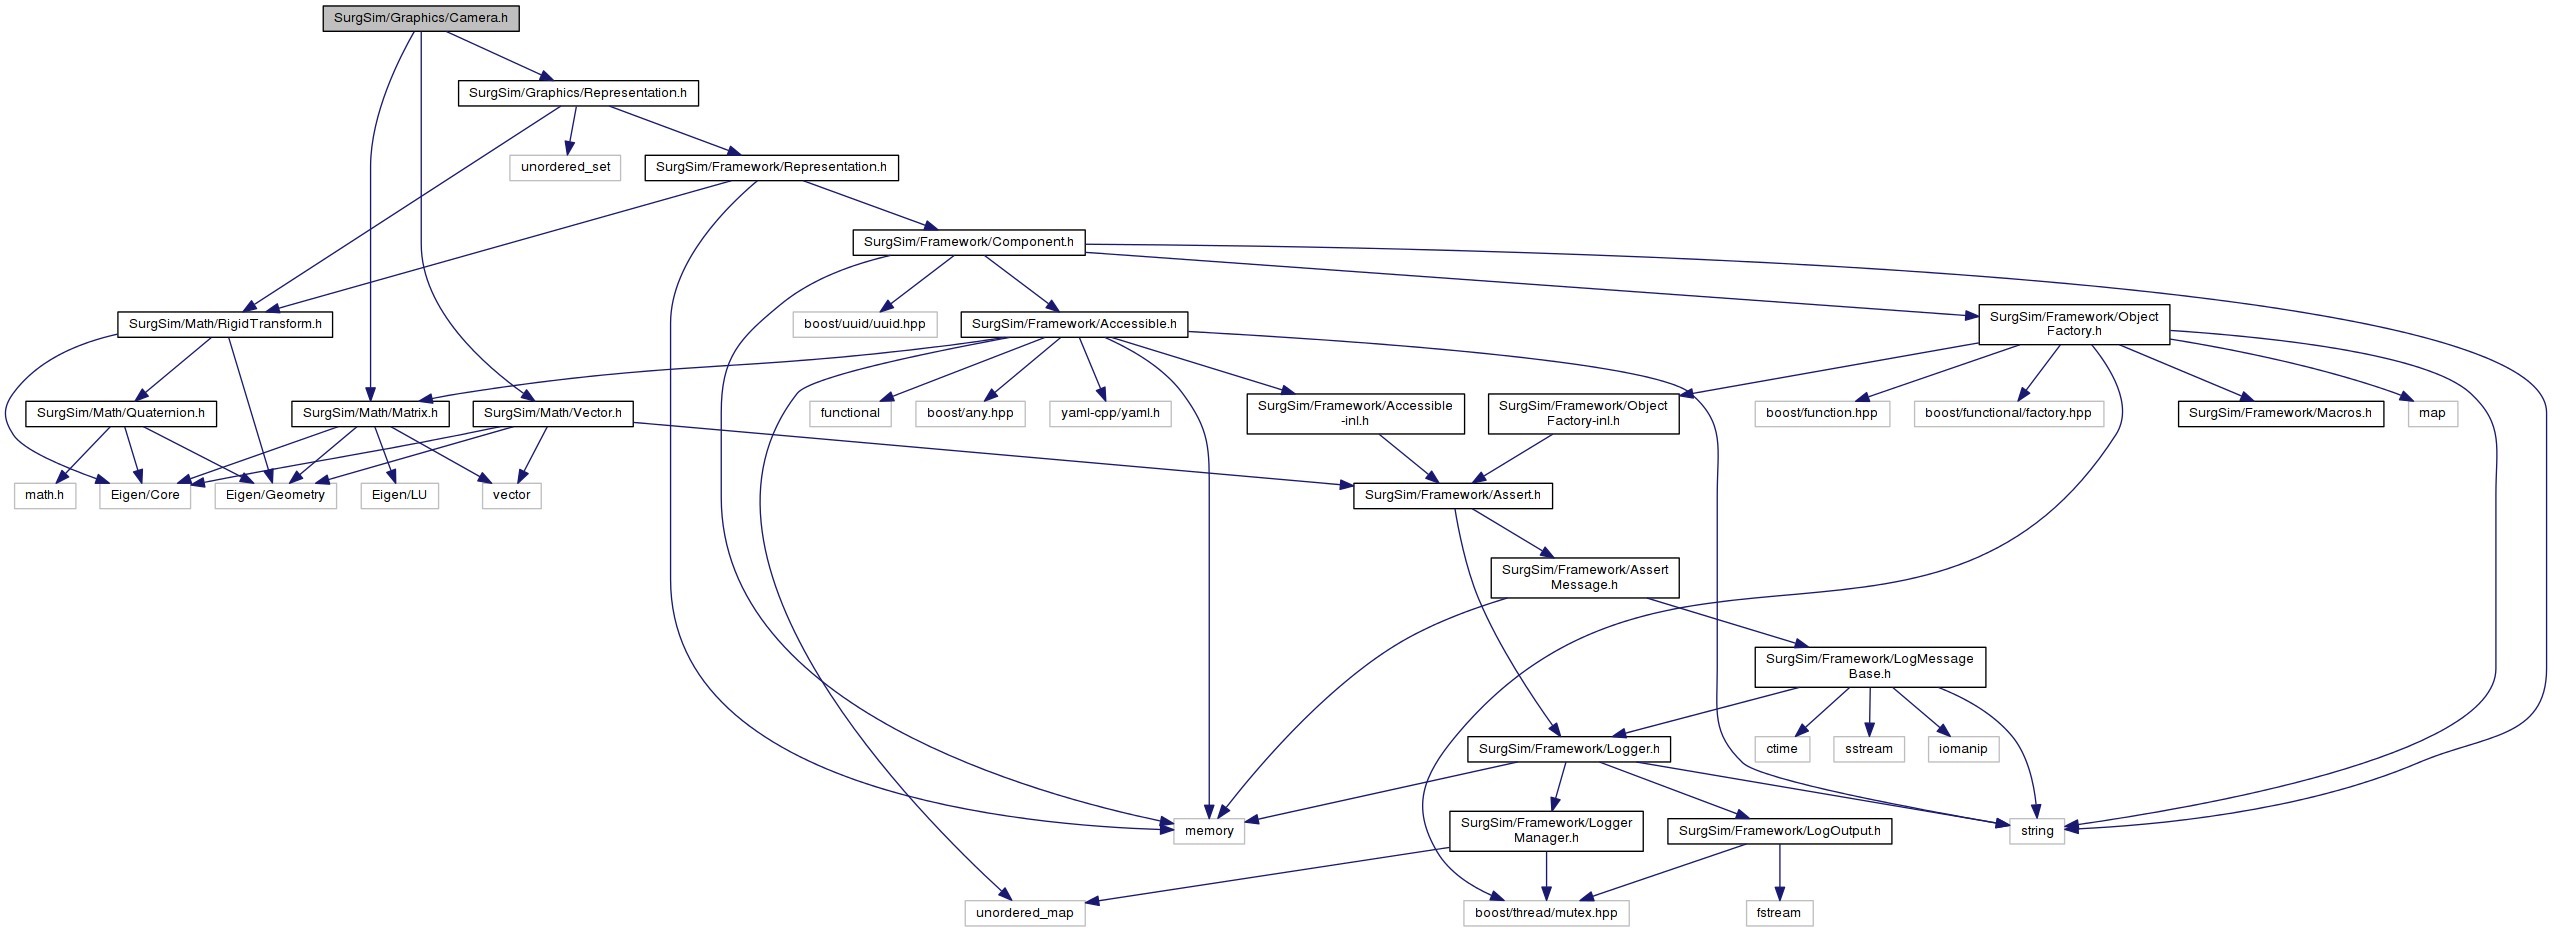 SurgSim/Graphics/Camera.h
SurgSim/Graphics/Representation.h
unordered_set
SurgSim/Framework/Representation.h
SurgSim/Framework/Component.h
SurgSim/Math/RigidTransform.h
boost/uuid/uuid.hpp
SurgSim/Framework/Accessible.h
SurgSim/Framework/Object
Factory.h
SurgSim/Math/Quaternion.h
SurgSim/Math/Matrix.h
SurgSim/Math/Vector.h
functional
boost/any.hpp
yaml-cpp/yaml.h
SurgSim/Framework/Accessible
-inl.h
SurgSim/Framework/Object
Factory-inl.h
boost/function.hpp
boost/functional/factory.hpp
SurgSim/Framework/Macros.h
map
math.h
Eigen/Core
Eigen/Geometry
Eigen/LU
vector
SurgSim/Framework/Assert.h
SurgSim/Framework/Assert
Message.h
SurgSim/Framework/LogMessage
Base.h
SurgSim/Framework/Logger.h
ctime
sstream
iomanip
memory
SurgSim/Framework/Logger
Manager.h
SurgSim/Framework/LogOutput.h
string
unordered_map
boost/thread/mutex.hpp
fstream